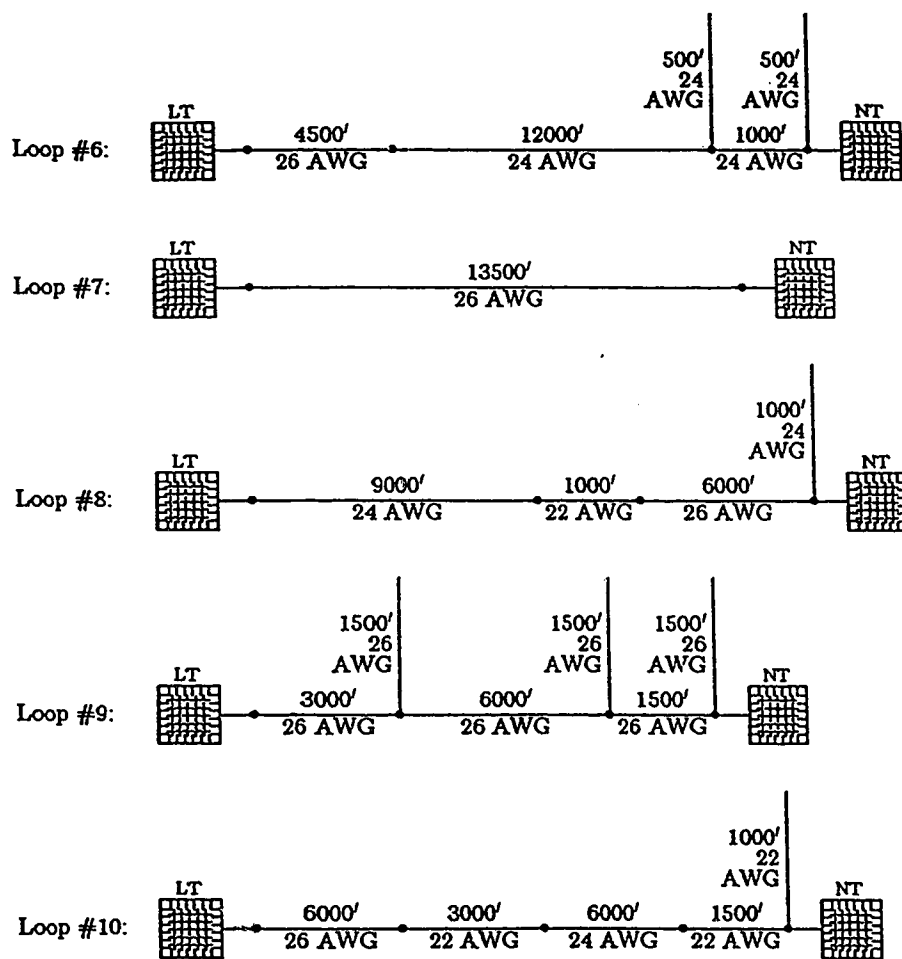 500′ 500′
24 24
AWG AWG
LT NT
Loop #6: 4500′ 12000′ 1000′
26 AWG 24 AWG 24 AWG
LT NT
Loop #7: 13500′
26 AWG
1000′
24
AWG
LT NT
Loop #8: 9000′ 1000′ 6000′
24 AWG 22 AWG 26 AWG
1500′ 1500′ 1500′
26 26 26
AWG AWG AWG
LT NT
Loop #9: 3000′ 6000′ 1500′
26 AWG 26 AWG 26 AWG
1000′
22
AWG
LT NT
Loop #10: 6000′ 3000′ 6000′ 1500′
26 AWG 22 AWG 24 AWG 22 AWG